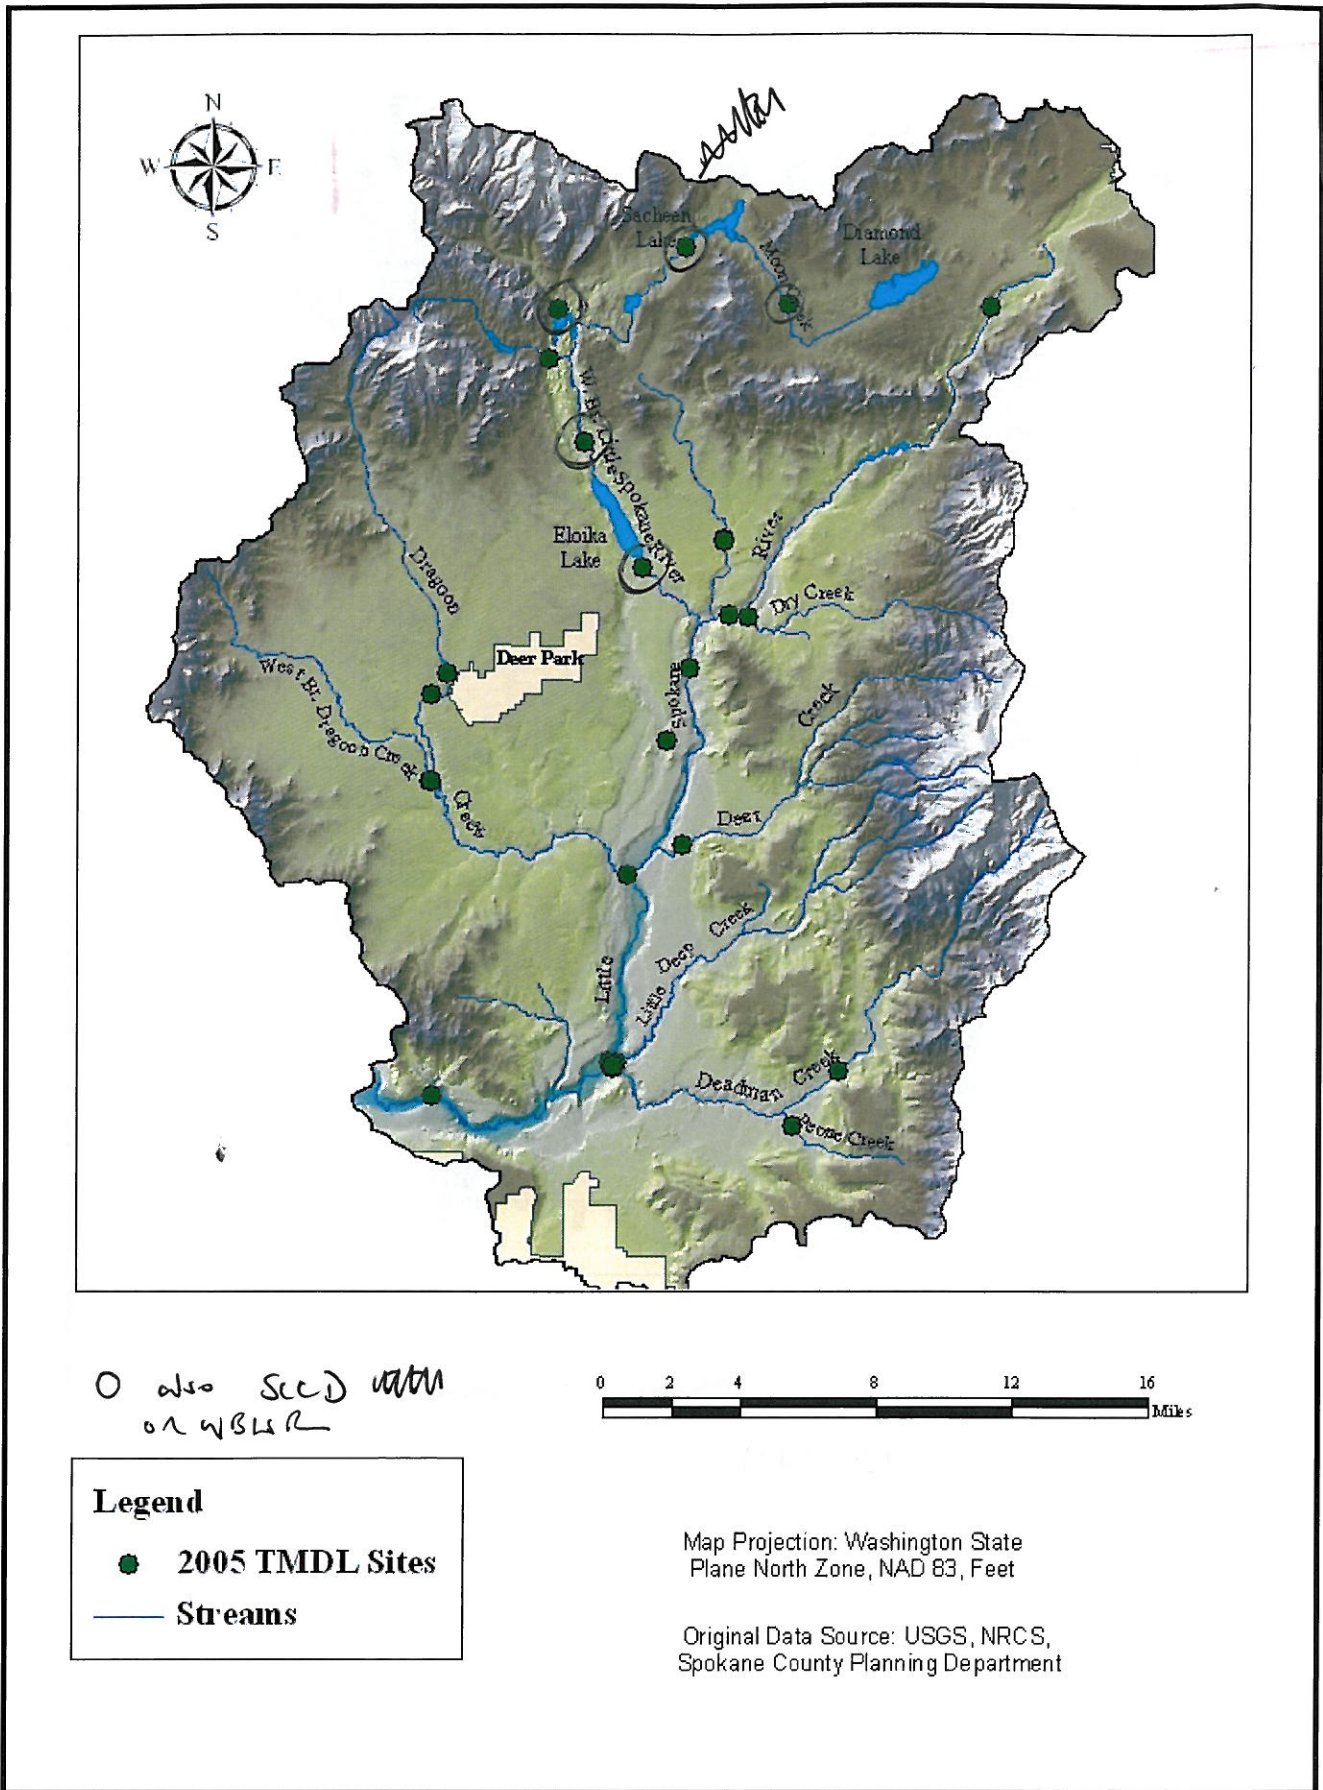 N
W
E
S
Sacheen
Lake
Moon Creek
Diamond
Lake
W. Br. Little Spokane River
Eloika
Lake
River
Dry Creek
Dragoon
Deer Park
West Br. Dragoon Creek
Spokane
Creek
Creek
Deer
Little
Little Deep Creek
Deadman Creek
Peone Creek
O also SCCD
on WBLSR
0 2 4 8 12 16
Miles
Legend
2005 TMDL Sites
Streams
Map Projection: Washington State
Plane North Zone, NAD 83, Feet
Original Data Source: USGS, NRCS,
Spokane County Planning Department